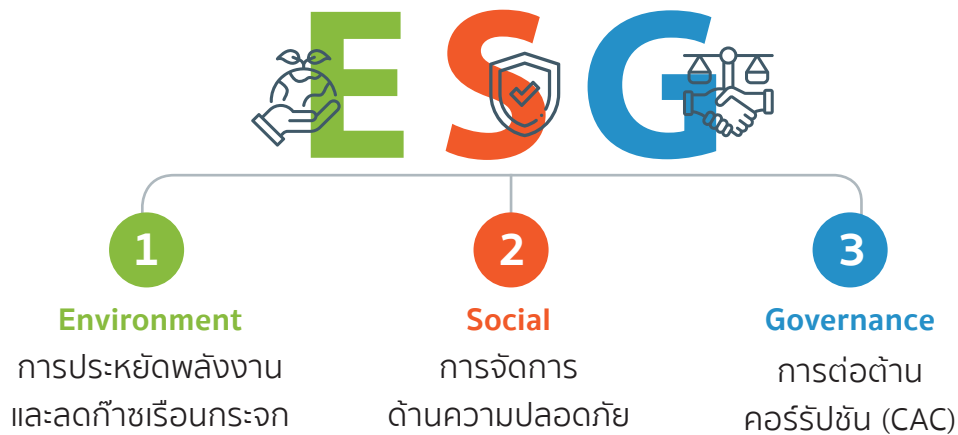 ESG
1
Environment
การประหยัดพลังงาน
และลดก๊าซเรือนกระจก
2
Social
การจัดการ
ด้านความปลอดภัย
3
Governance
การต่อต้าน
คอร์รัปชัน (CAC)